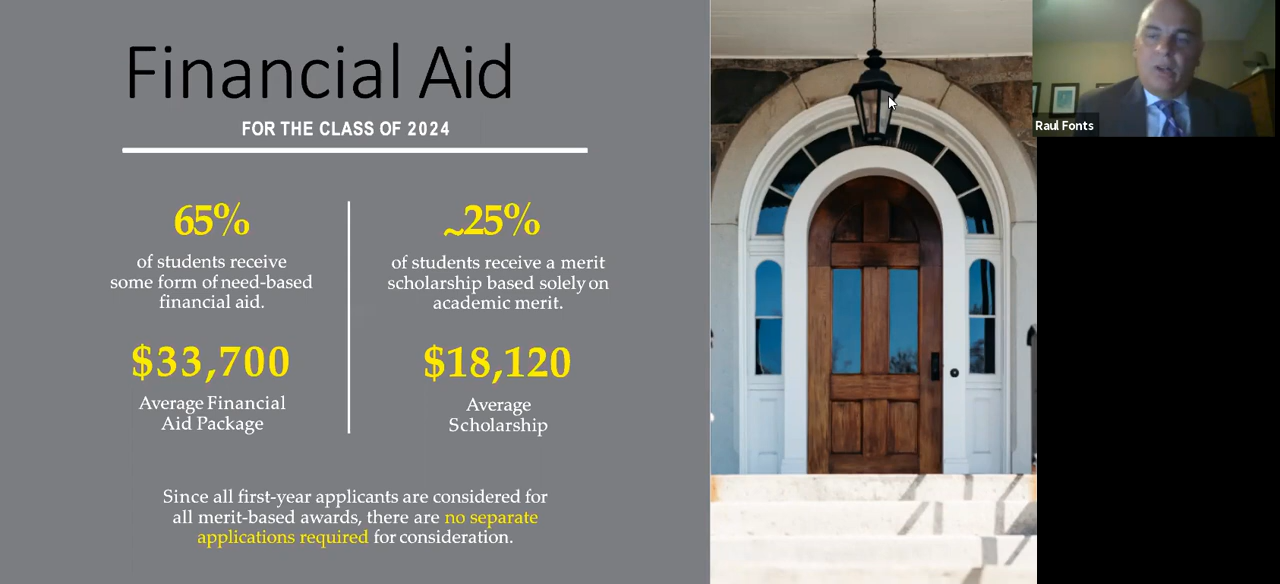 Financial Aid
FOR THE CLASS OF 2024
65%
of students receive
some form of need-based
financial aid.
$33,700
Average Financial
Aid Package
~25%
of students receive a merit
scholarship based solely on
academic merit.
$18,120
Average
Scholarship
Since all first-year applicants are considered for
all merit-based awards, there are no separate
applications required for consideration.
Raul Fonts